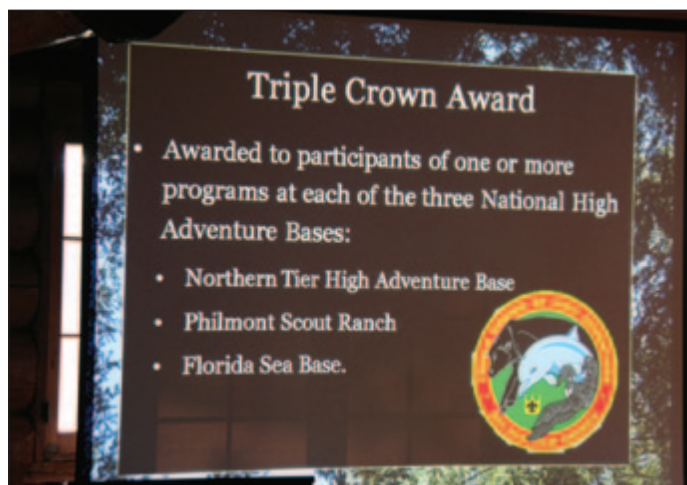 Triple Crown Award
• Awarded to participants of one or more
programs at each of the three National High
Adventure Bases:
• Northern Tier High Adventure Base
• Philmont Scout Ranch
• Florida Sea Base.